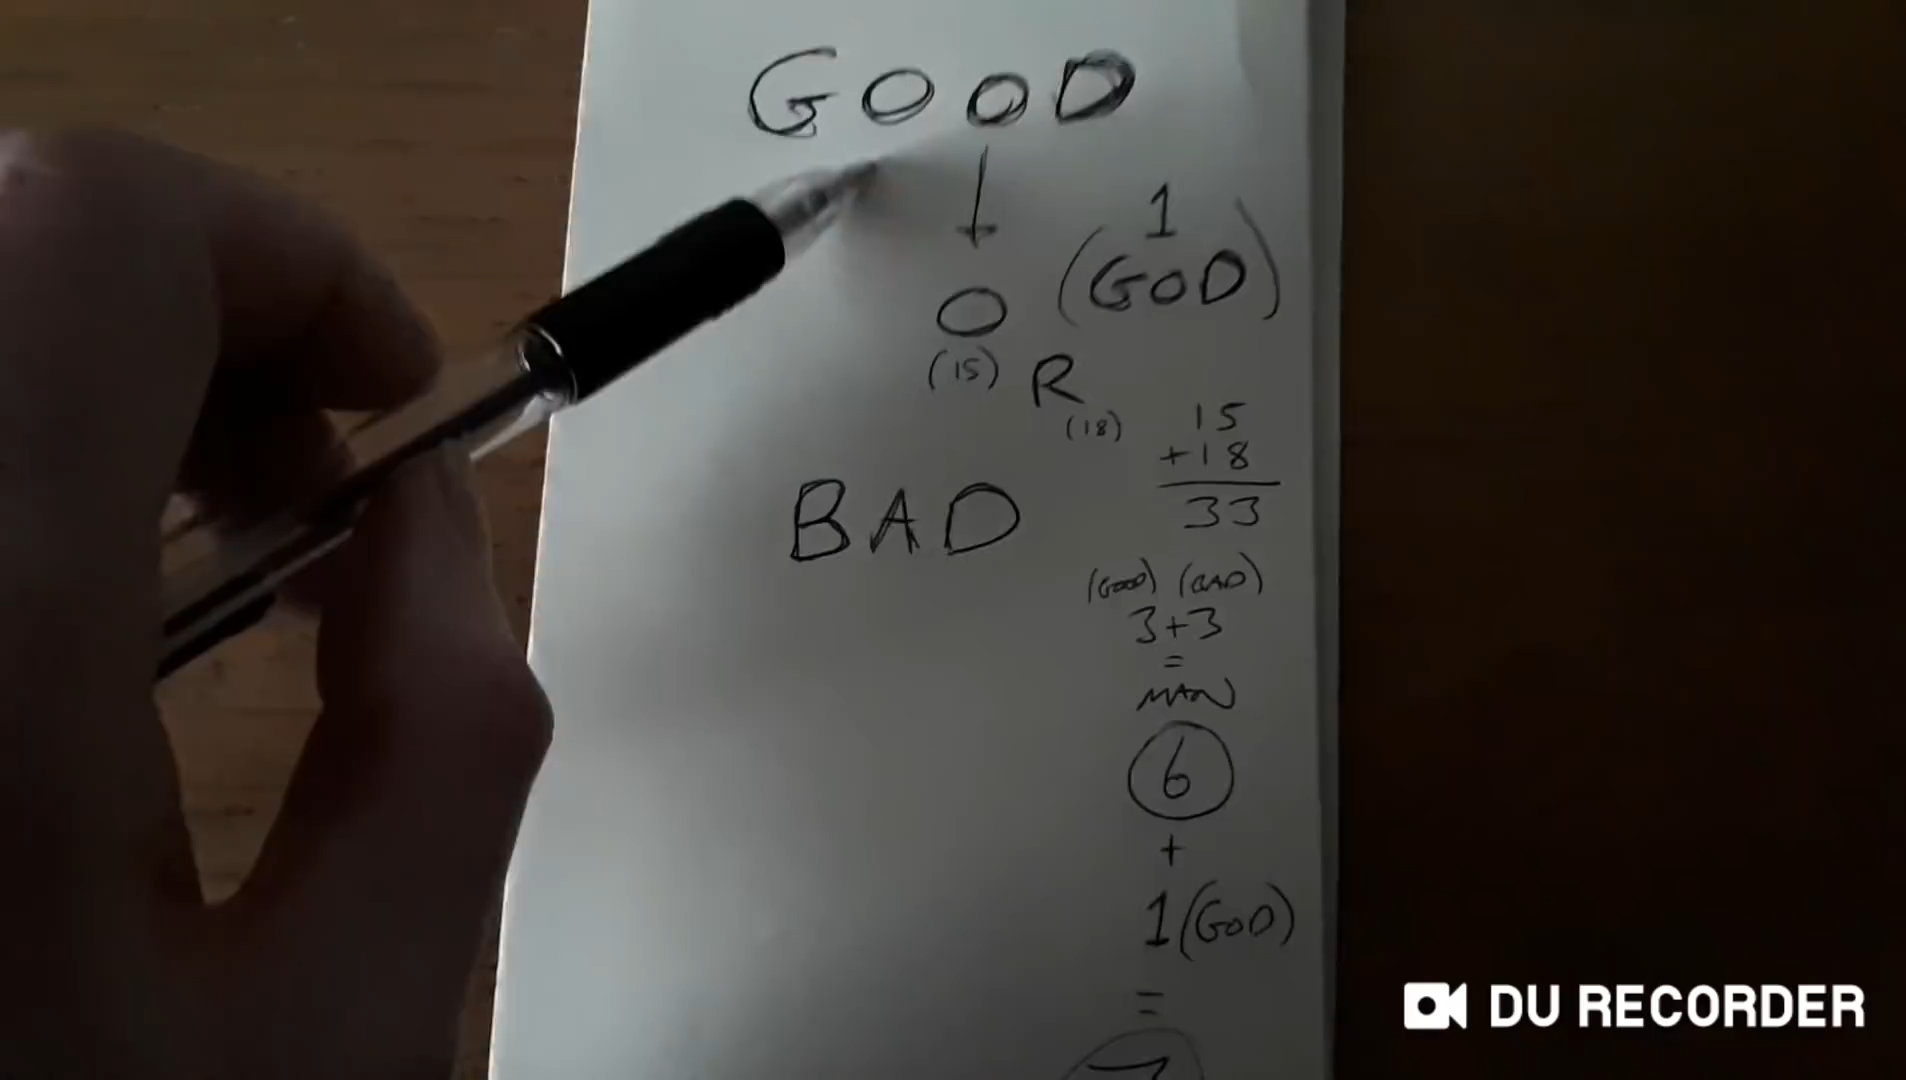 GOOD
1
(GOD)
O
(15)
R
(18)
15
+18
33
BAD
(GOOD) (BAD)
3+3
=
MAN
6
+
1 (GOD)
=
7
DU RECORDER